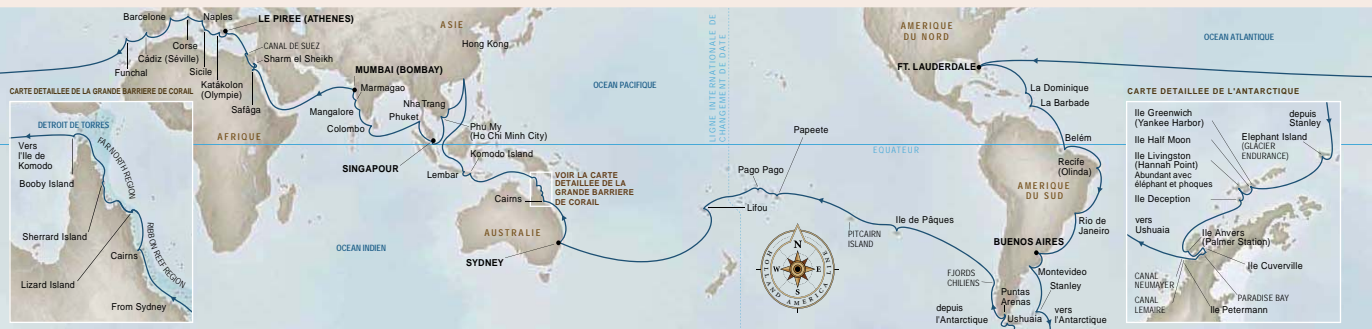 Barcelone
Naples
LE PIREE (ATHENES)
ASIE
Corse
CANAL DE SUEZ
Cádiz (Séville)
Sharm el Sheikh
Hong Kong
Funchal
Sicile
Katákolon
(Olympie)
Safâga
MUMBAI (BOMBAY)
Marmagao
Mangalore
Nha Trang
Phuket
Colombo
Phu My
(Ho Chi Minh City)
AFRIQUE
SINGAPOUR
Komodo Island
Lembar
CARTE DETAILLEE DE LA GRANDE BARRIERE DE CORAIL
DETROIT DE TORRES
Vers
l'Ile de
Komodo
FAR NORTH REGION
Booby Island
Sherrard Island
RIBBON REEF REGION
Cairns
Lizard Island
From Sydney
OCEAN INDIEN
VOIR LA CARTE
DETAILLEE DE LA
GRANDE BARRIERE
DE CORAIL
Cairns
AUSTRALIE
SYDNEY
OCEAN PACIFIQUE
LIGNE INTERNATIONALE DE
CHANGEMENT DE DATE
Papeete
EQUATEUR
Pago Pago
Lifou
N
W
E
S
HOLLAND AMERICA LINE
PITCAIRN
ISLAND
Ile de Pâques
AMERIQUE
DU NORD
OCEAN ATLANTIQUE
FT. LAUDERDALE
La Dominique
La Barbade
Belém
Recife
(Olinda)
AMERIQUE
DU SUD
Rio de
Janeiro
BUENOS AIRES
Montevideo
FJORDS
CHILIENS
Stanley
Puntas
Arenas
depuis
l'Antarctique
Ushuaia
vers
l'Antarctique
CARTE DETAILLEE DE L'ANTARCTIQUE
Ile Greenwich
(Yankee Harbor)
depuis
Stanley
Ile Half Moon
Elephant Island
(GLACIER
ENDURANCE)
Ile Livingston
(Hannah Point)
Abundant avec
éléphant et phoques
Ile Deception
vers
Ushuaia
Ile Anvers
(Palmer Station)
Ile Cuverville
CANAL
NEUMAYER
PARADISE BAY
CANAL
LEMAIRE
Ile Petermann